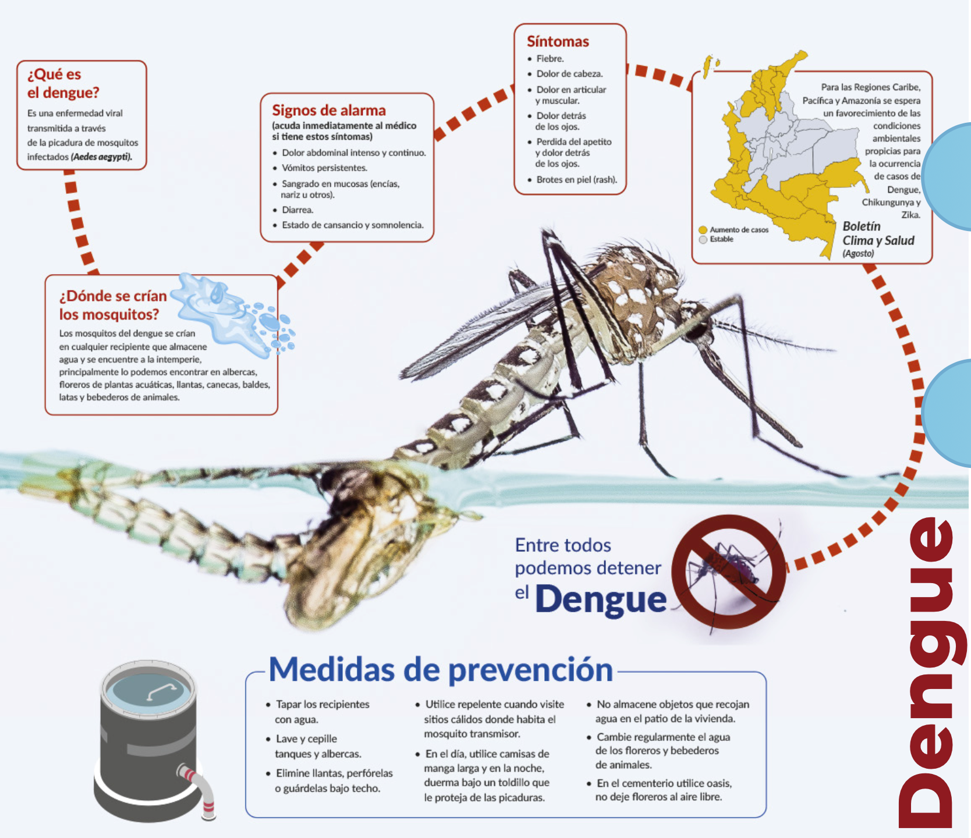 ¿Qué es
el dengue?
Es una enfermedad viral
transmitida a través
de la picadura de mosquitos
infectados (Aedes aegypti).
¿Dónde se crían
los mosquitos?
Los mosquitos del dengue se crían
en cualquier recipiente que almacene
agua y se encuentre a la intemperie,
principalmente lo podemos encontrar en albercas,
floreros de plantas acuáticas, llantas, canecas, baldes,
latas y bebederos de animales.
Signos de alarma
(acuda inmediatamente al médico
si tiene estos síntomas)
• Dolor abdominal intenso y continuo.
• Vómitos persistentes.
• Sangrado en mucosas (encías,
nariz u otros).
• Diarrea.
• Estado de cansancio y somnolencia.
Síntomas
• Fiebre.
• Dolor de cabeza.
• Dolor en articular
y muscular.
• Dolor detrás
de los ojos.
• Perdida del apetito
y dolor detrás
de los ojos.
• Brotes en piel (rash).
Para las Regiones Caribe,
Pacífica y Amazonía se espera
un favorecimiento de las
condiciones
ambientales
propicias para
la ocurrencia
de casos de
Dengue,
Chikungunya y
Zika.
Aumento de casos
Estable
Boletín
Clima y Salud
(Agosto)
Entre todos
podemos detener
el Dengue
Dengue
Medidas de prevención
• Tapar los recipientes
con agua.
• Lave y cepille
tanques y albercas.
• Elimine llantas, perfórelas
o guárdelas bajo techo.
• Utilice repelente cuando visite
sitios cálidos donde habita el
mosquito transmisor.
• En el día, utilice camisas de
manga larga y en la noche,
duerma bajo un toldillo que
le proteja de las picaduras.
• No almacene objetos que recojan
agua en el patio de la vivienda.
• Cambie regularmente el agua
de los floreros y bebederos
de animales.
• En el cementerio utilice oasis,
no deje floreros al aire libre.